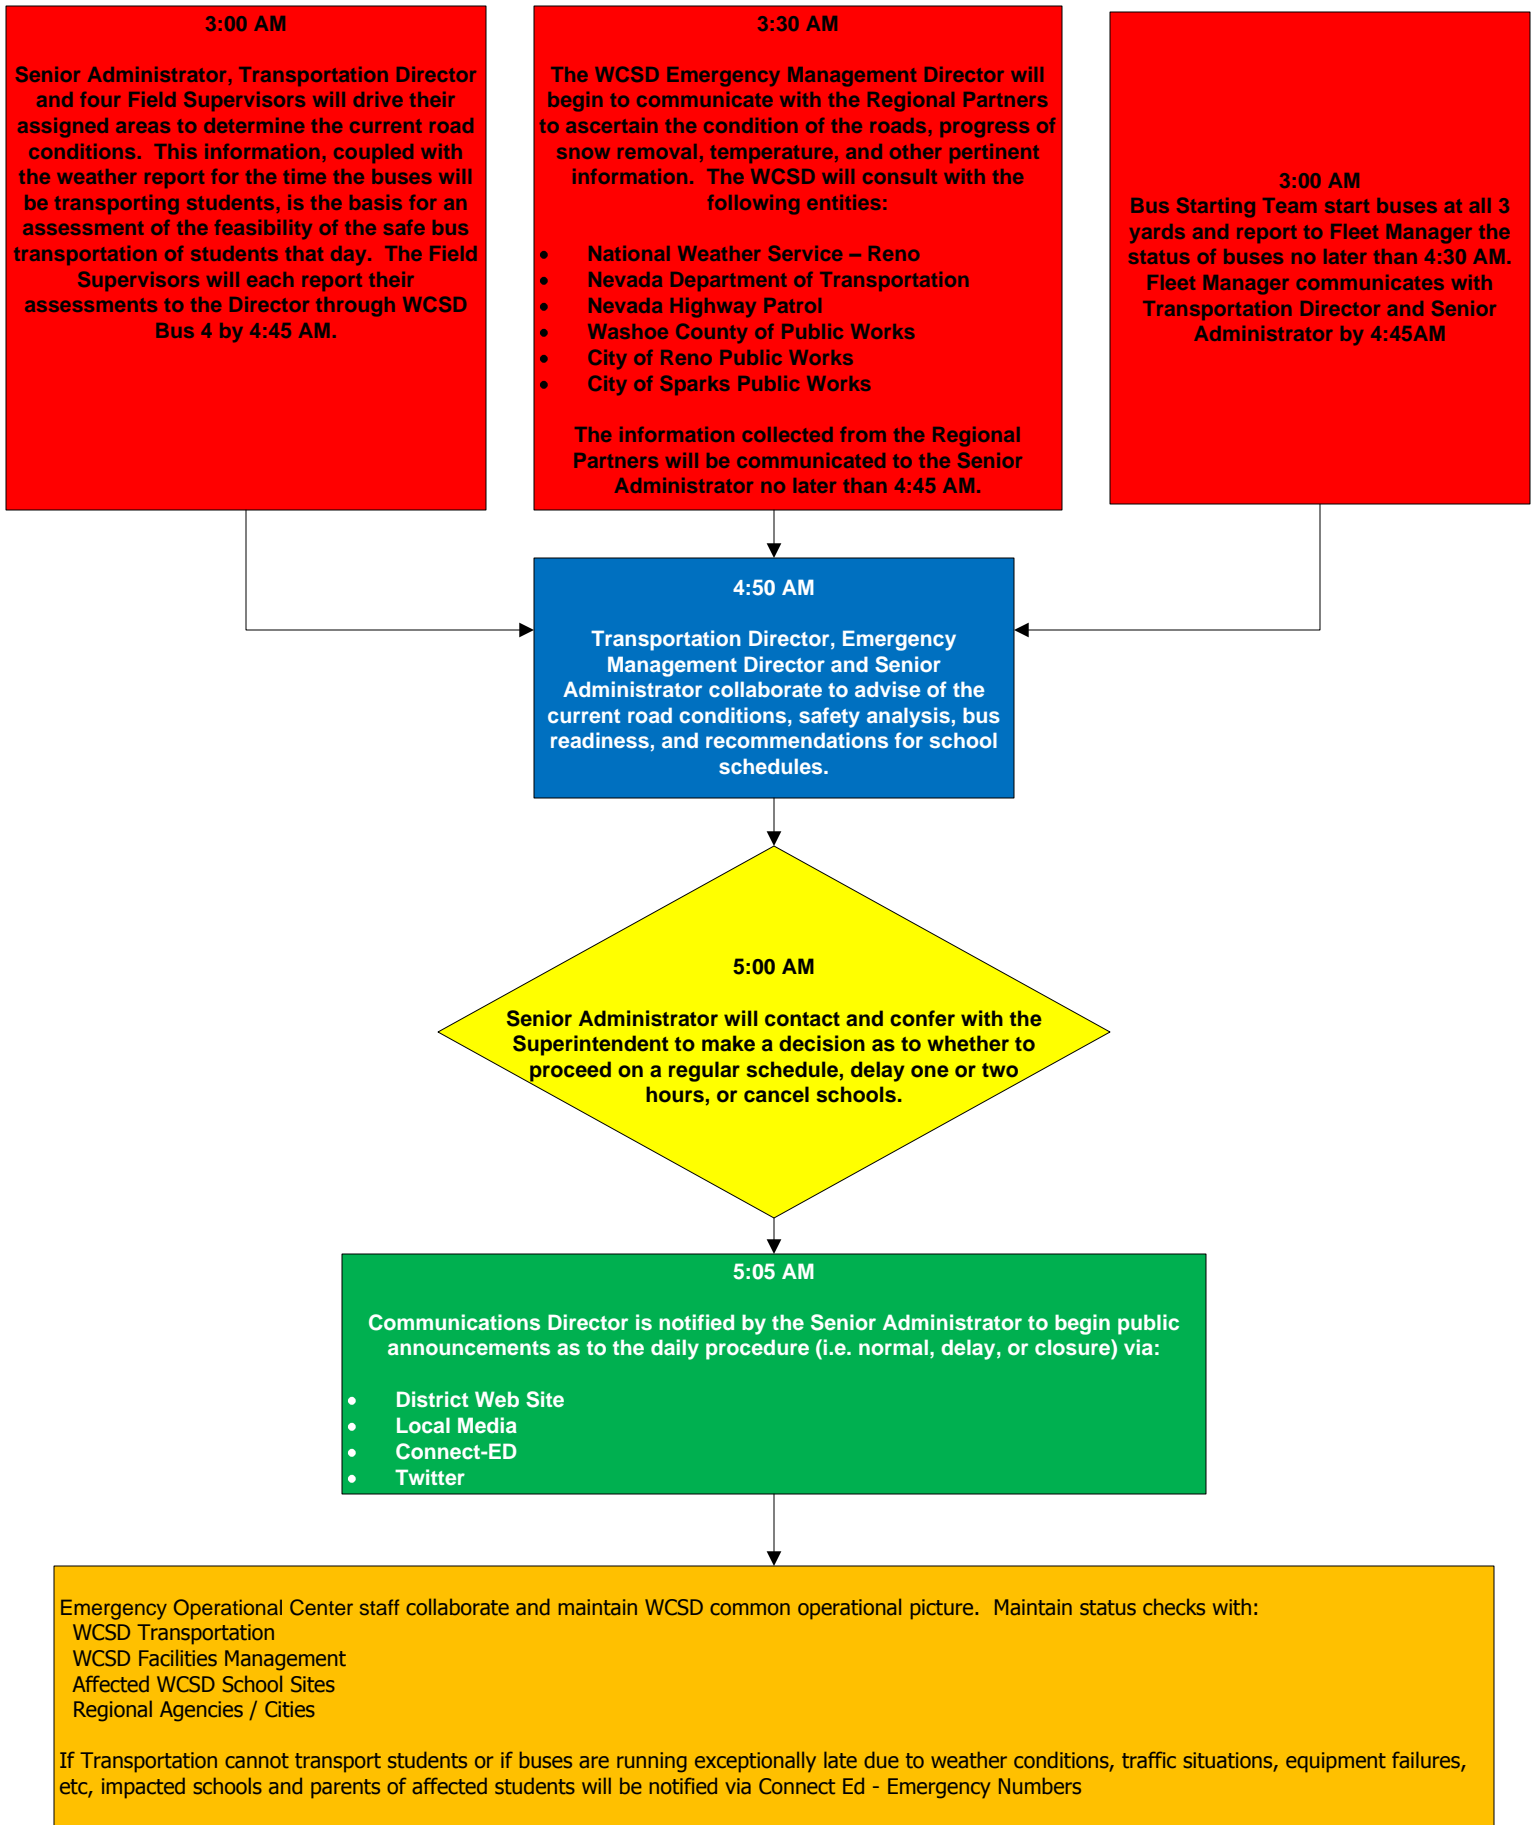 3:00 AM
Senior Administrator, Transportation Director
and four Field Supervisors will drive their
assigned areas to determine the current road
conditions.  This information, coupled with
the weather report for the time the buses will
be transporting students, is the basis for an
assessment of the feasibility of the safe bus
transportation of students that day.  The Field
Supervisors will each report their
assessments to the Director through WCSD
Bus 4 by 4:45 AM.
3:30 AM
The WCSD Emergency Management Director will
begin to communicate with the Regional Partners
to ascertain the condition of the roads, progress of
snow removal, temperature, and other pertinent
information.  The WCSD will consult with the
following entities:
• National Weather Service – Reno
• Nevada Department of Transportation
• Nevada Highway Patrol
• Washoe County of Public Works
• City of Reno Public Works
• City of Sparks Public Works
The information collected from the Regional
Partners will be communicated to the Senior
Administrator no later than 4:45 AM.
3:00 AM
Bus Starting Team start buses at all 3
yards and report to Fleet Manager the
status of buses no later than 4:30 AM.
Fleet Manager communicates with
Transportation Director and Senior
Administrator by 4:45AM
4:50 AM
Transportation Director, Emergency
Management Director and Senior
Administrator collaborate to advise of the
current road conditions, safety analysis, bus
readiness, and recommendations for school
schedules.
5:00 AM
Senior Administrator will contact and confer with the
Superintendent to make a decision as to whether to
proceed on a regular schedule, delay one or two
hours, or cancel schools.
5:05 AM
Communications Director is notified by the Senior Administrator to begin public
announcements as to the daily procedure (i.e. normal, delay, or closure) via:
• District Web Site
• Local Media
• Connect-ED
• Twitter
Emergency Operational Center staff collaborate and maintain WCSD common operational picture.  Maintain status checks with:
WCSD Transportation
WCSD Facilities Management
Affected WCSD School Sites
Regional Agencies / Cities
If Transportation cannot transport students or if buses are running exceptionally late due to weather conditions, traffic situations, equipment failures,
etc, impacted schools and parents of affected students will be notified via Connect Ed - Emergency Numbers